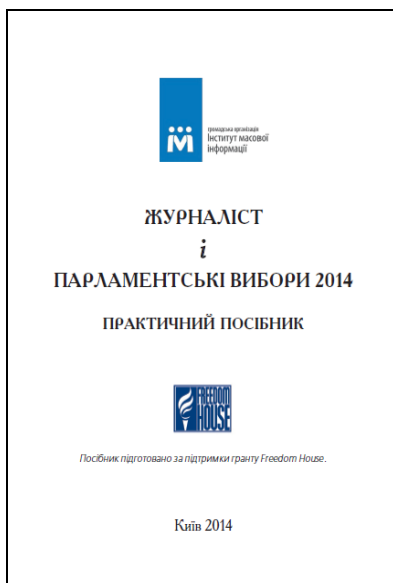 громадська організація
Інститут масової
інформації
ЖУРНАЛІСТ
і
ПАРЛАМЕНТСЬКІ ВИБОРИ 2014
ПРАКТИЧНИЙ ПОСІБНИК
FREEDOM
HOUSE
Посібник підготовано за підтримки гранту Freedom House.
Київ 2014